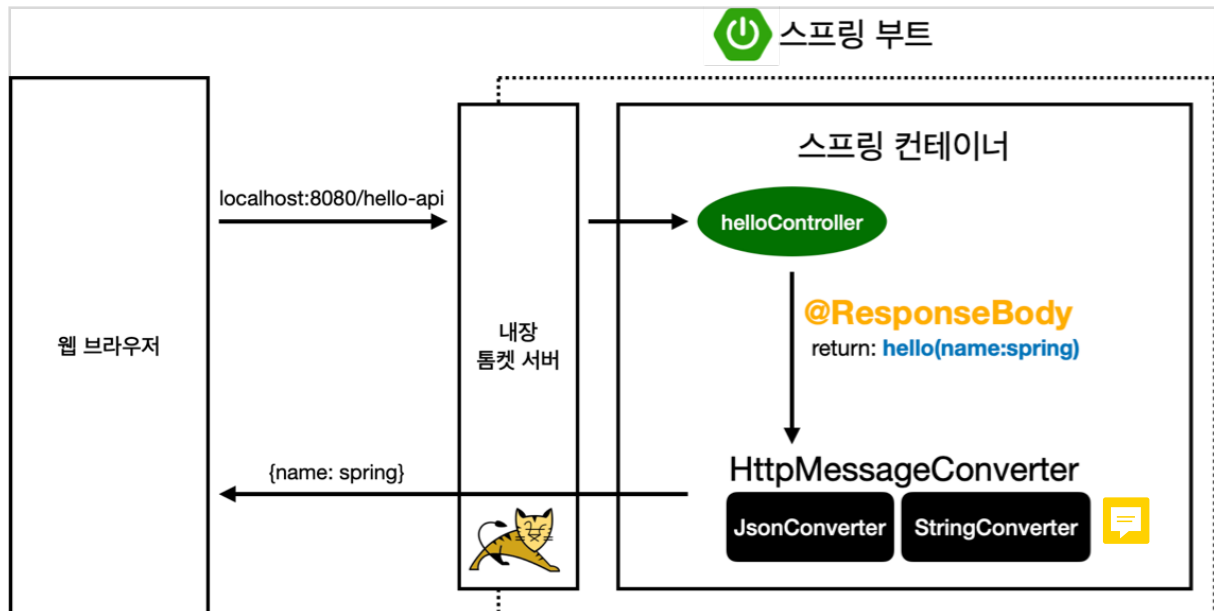 스프링 부트
스프링 컨테이너
localhost:8080/hello-api
helloController
@ResponseBody
return: hello(name:spring)
웹 브라우저
내장
톰켓 서버
{name: spring}
HttpMessageConverter
JsonConverter
StringConverter